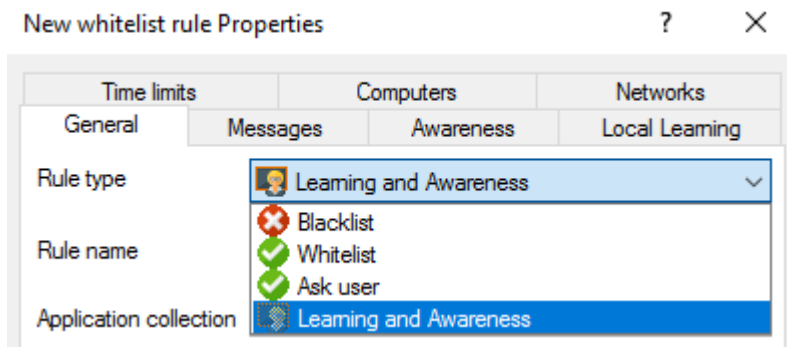 New whitelist rule Properties ? ×
Time limits Computers Networks
General Messages Awareness Local Learning
Rule type Learning and Awareness
Blacklist
Rule name Whitelist
Ask user
Application collection Learning and Awareness